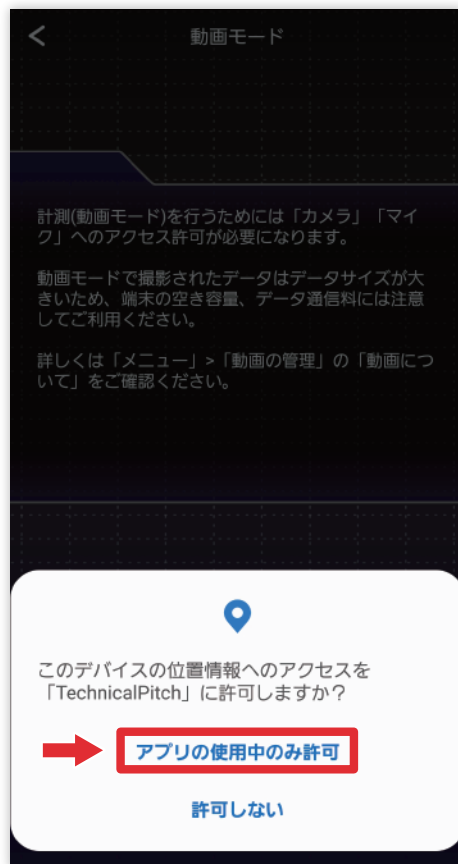 動画モード
計測(動画モード)を行うためには「カメラ」「マイ
ク」へのアクセス許可が必要になります。
動画モードで撮影されたデータはデータサイズが大
きいため、端末の空き容量、データ通信料には注意
してご利用ください。
詳しくは「メニュー」>「動画の管理」の「動画につ
いて」をご確認ください。
このデバイスの位置情報へのアクセスを
「TechnicalPitch」に許可しますか？
アプリの使用中のみ許可
許可しない